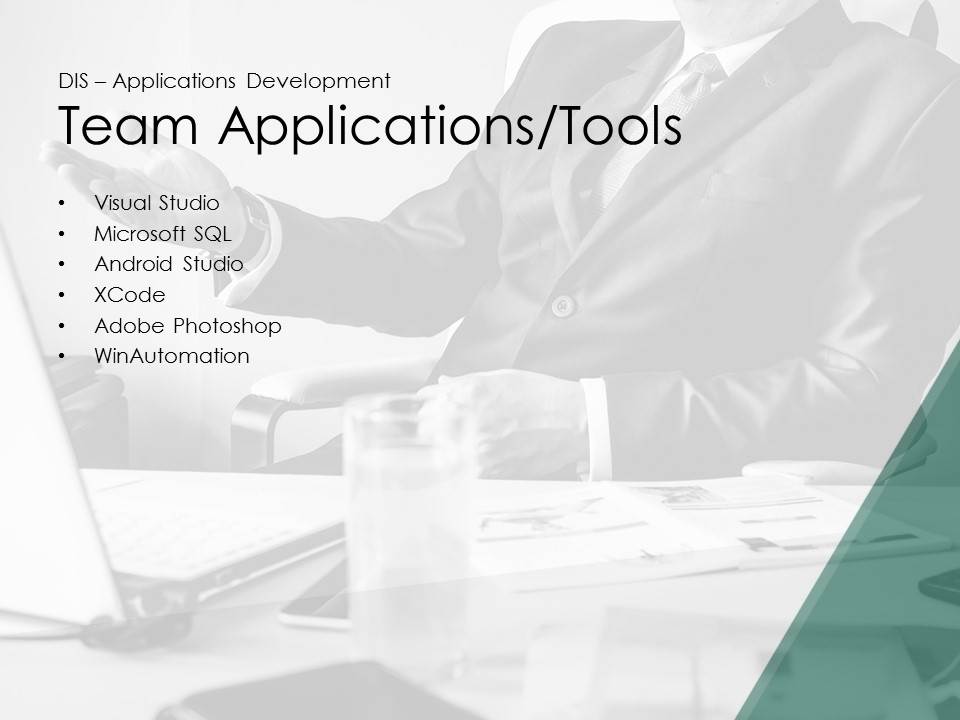 DIS – Applications Development
Team Applications/Tools
• Visual Studio
• Microsoft SQL
• Android Studio
• XCode
• Adobe Photoshop
• WinAutomation